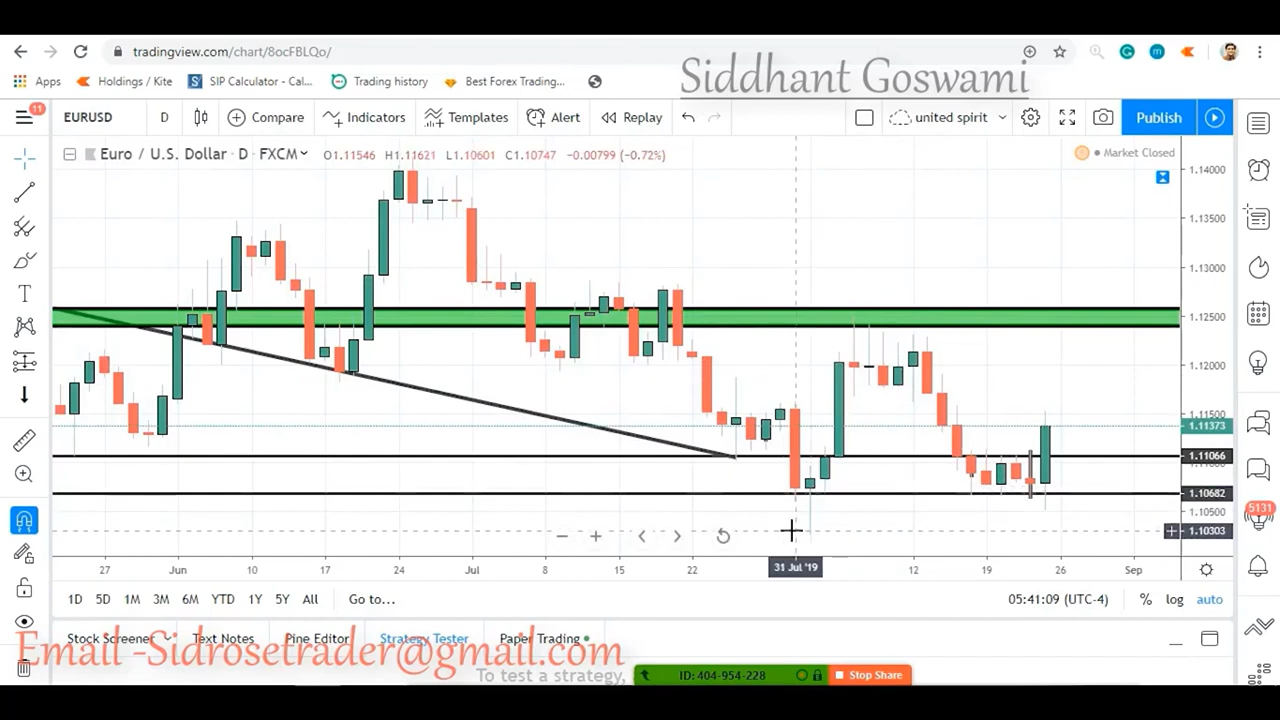 tradingview.com/chart/8ocFBLQo/
Siddhant Goswami
Apps Holdings / Kite SIP Calculator - Cal... Trading history Best Forex Trading...
11
EURUSD D Compare Indicators Templates Alert Replay united spirit Publish
Euro / U.S. Dollar · D · FXCM O1.11546 H1.11621 L1.10601 C1.10747 −0.00799 (−0.72%)
Market Closed
1.14000
1.13500
1.13000
1.12500
1.12000
1.11500
1.11373
1.11066
1.10682
1.10500
1.10303
5131
27 Jun 10 17 24 Jul 8 15 22 31 Jul '19 12 19 26 Sep
1D 5D 1M 3M 6M YTD 1Y 5Y All Go to... 05:41:09 (UTC-4) % log auto
Stock Screener Text Notes Pine Editor Strategy Tester Paper Trading
Email -Sidrosetrader@gmail.com
To test a strategy,
ID: 404-954-228 Stop Share